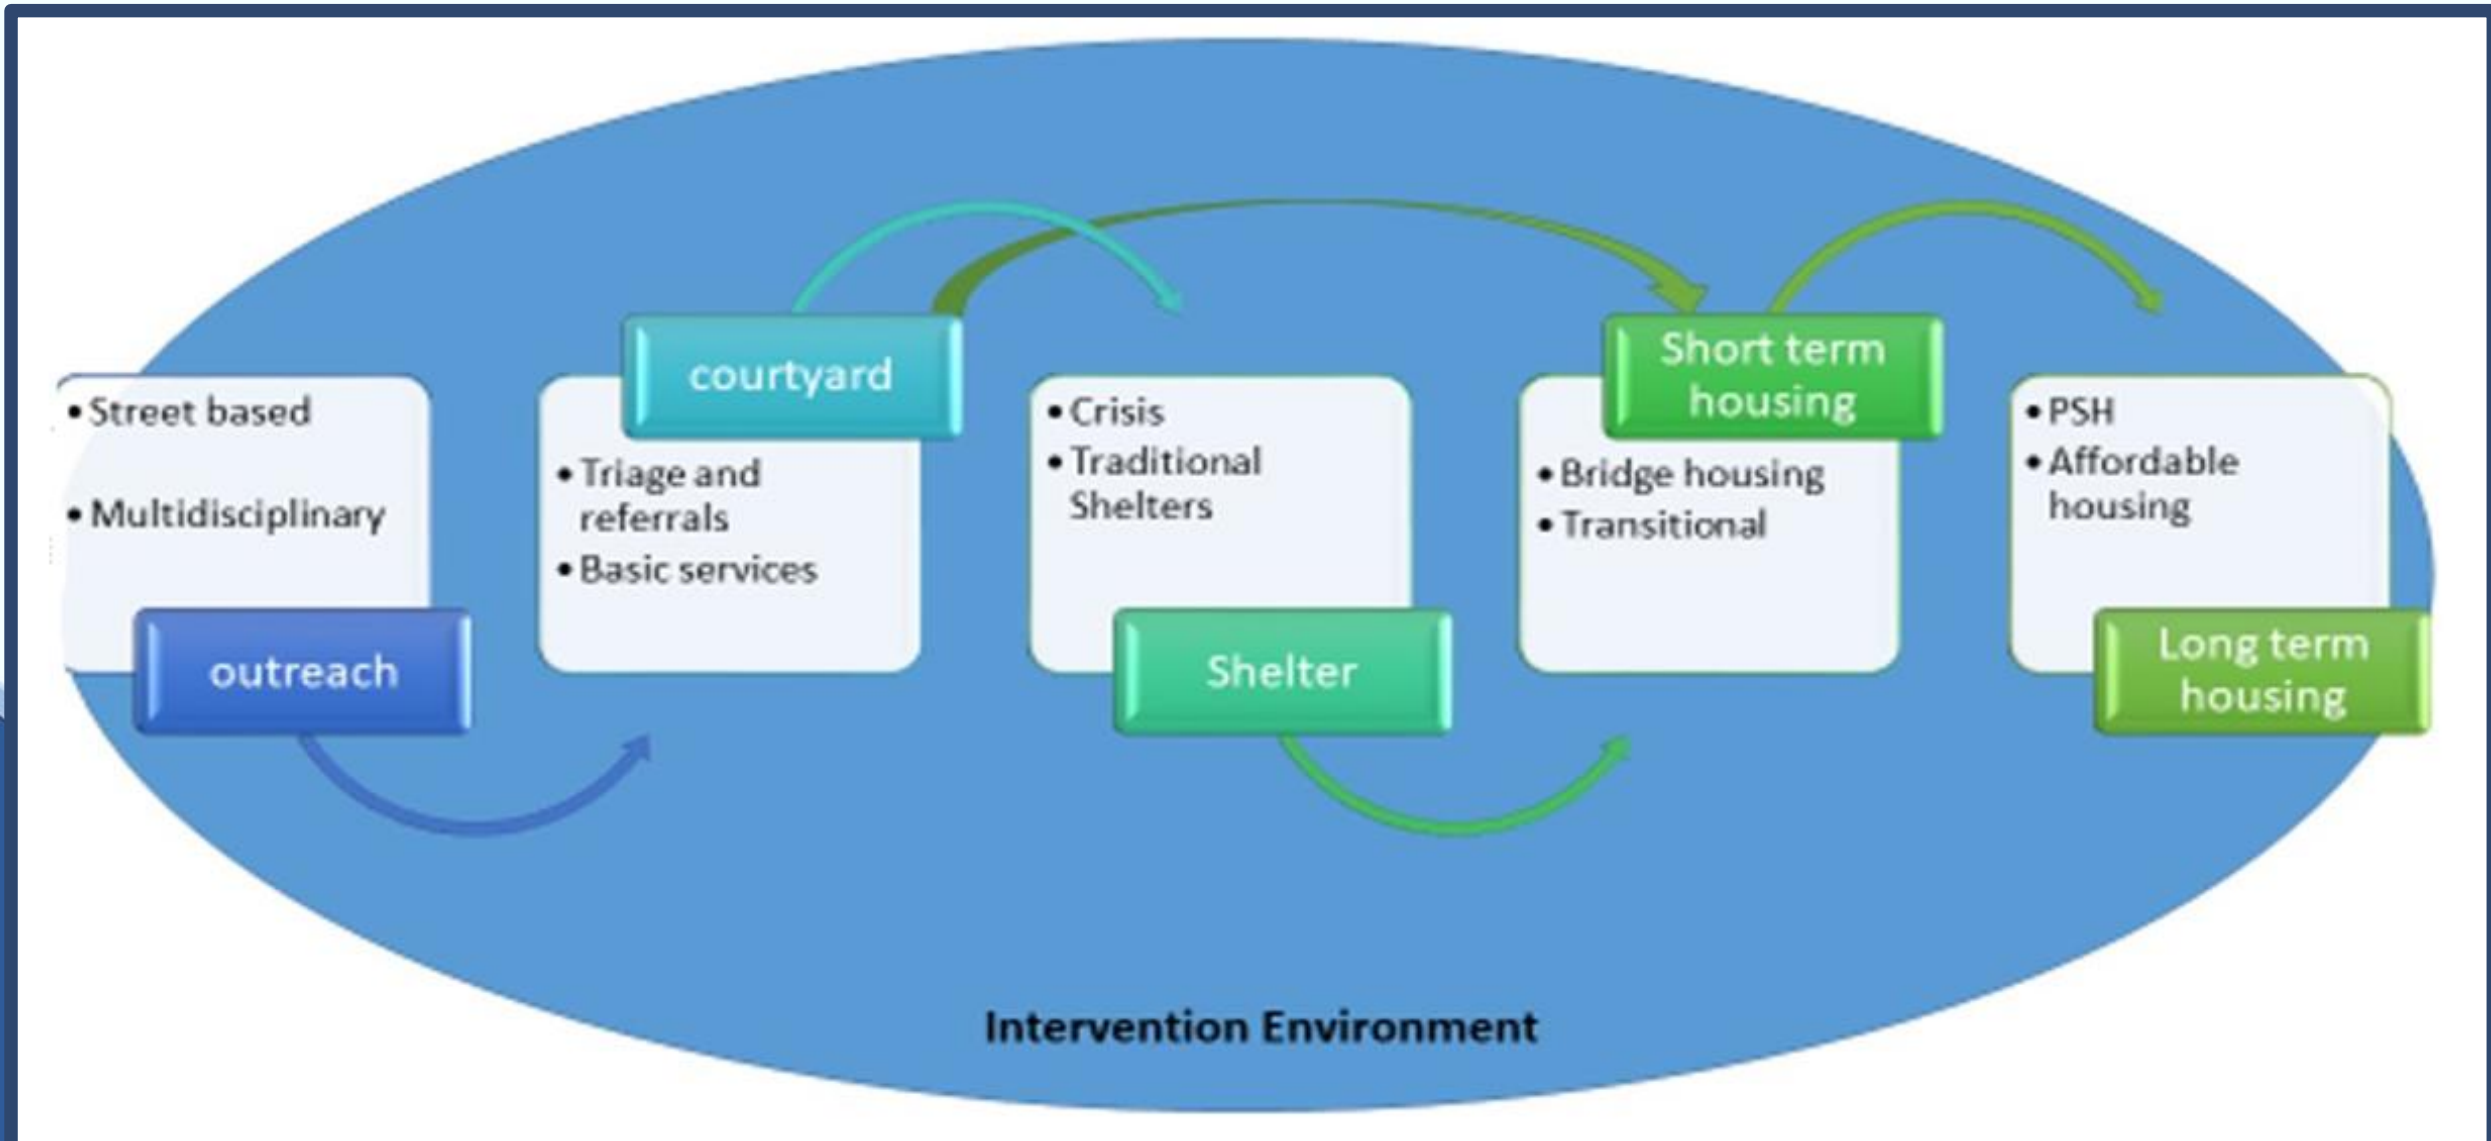 • Street based
• Multidisciplinary
outreach
courtyard
• Triage and
referrals
• Basic services
• Crisis
• Traditional
Shelters
Shelter
Short term
housing
• Bridge housing
• Transitional
• PSH
• Affordable
housing
Long term
housing
Intervention Environment